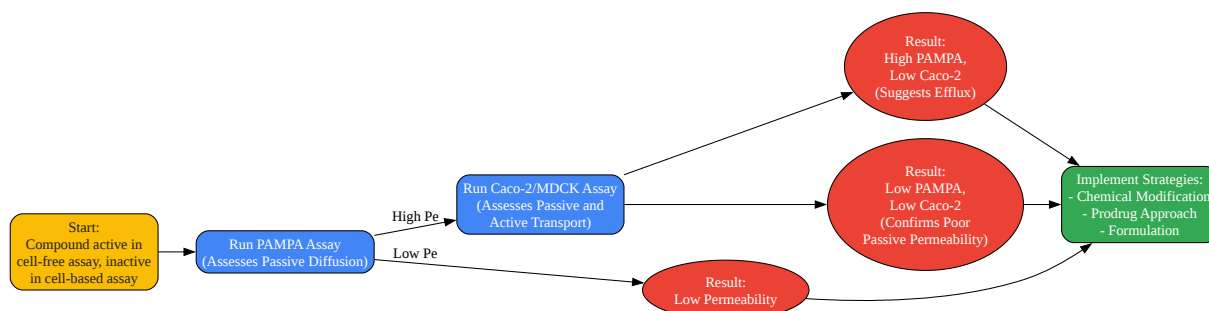 Start:
Compound active in
cell-free assay, inactive
in cell-based assay
Run PAMPA Assay
(Assesses Passive Diffusion)
High Pe
Low Pe
Run Caco-2/MDCK Assay
(Assesses Passive and
Active Transport)
Result:
High PAMPA,
Low Caco-2
(Suggests Efflux)
Result:
Low PAMPA,
Low Caco-2
(Confirms Poor
Passive Permeability)
Result:
Low Permeability
Implement Strategies:
- Chemical Modification
- Prodrug Approach
- Formulation